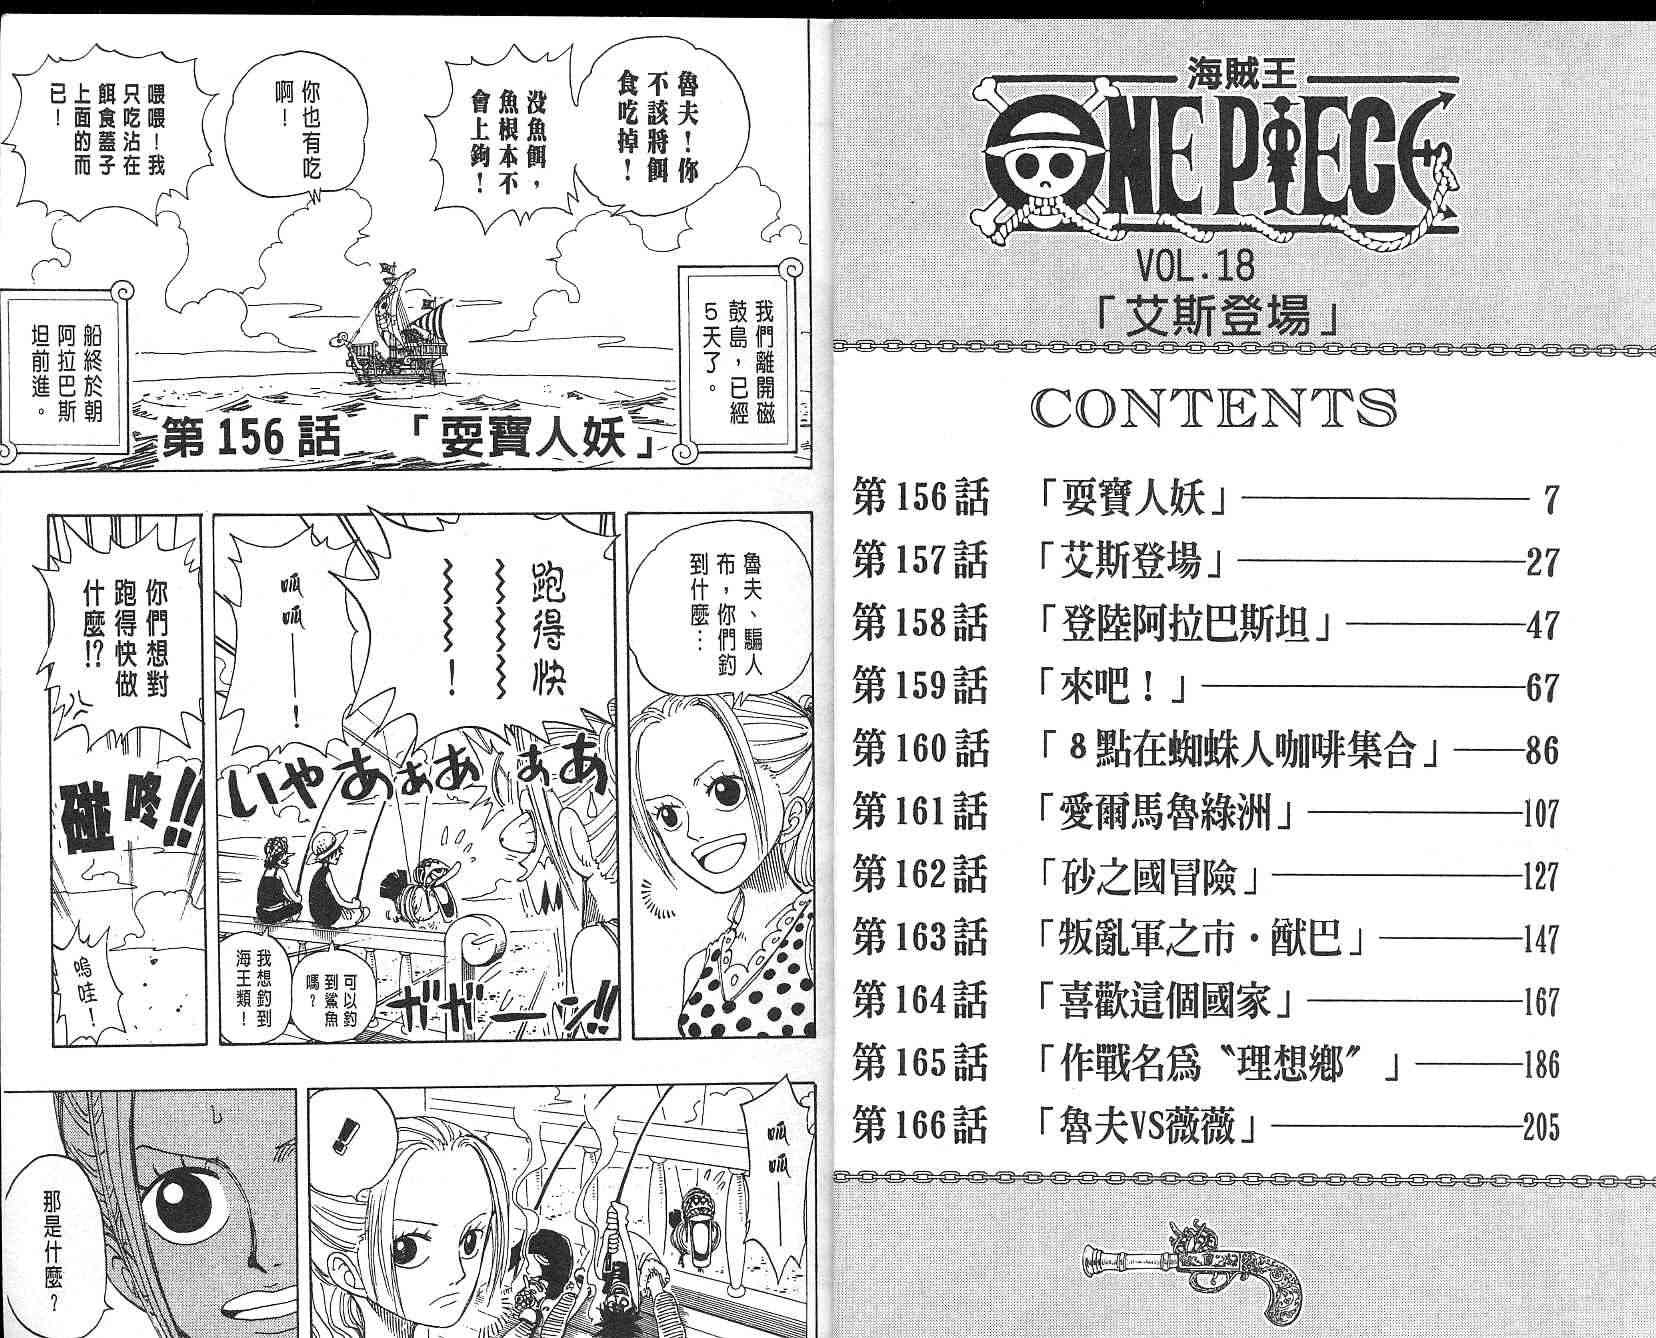 海賊王
ONE PIECE
VOL.18
「艾斯登場」
CONTENTS
第156話 「耍寶人妖」 7
第157話 「艾斯登場」 27
第158話 「登陸阿拉巴斯坦」 47
第159話 「來吧！」 67
第160話 「８點在蜘蛛人咖啡集合」 86
第161話 「愛爾馬魯綠洲」 107
第162話 「砂之國冒險」 127
第163話 「叛亂軍之市・猷巴」 147
第164話 「喜歡這個國家」 167
第165話 「作戰名為〝理想鄉〞」 186
第166話 「魯夫VS薇薇」 205
魯夫！你
不該將餌
食吃掉！
沒魚餌，
魚根本不
會上鉤！
你也有吃
啊！
喂喂！我
只吃沾在
餌食蓋子
上面的而
已！
我們離開磁
鼓島，已經
５天了。
船終於朝
阿拉巴斯
坦前進。
第156話 「耍寶人妖」
魯夫、騙人
布，你們釣
到什麼…
跑得快
！
呱
呱
——！
いやあぁあぁあ
可以釣
到鯊魚
嗎？
我想釣到
海王類！
ガガーーン!!
你們想對
跑得快做
什麼!?
碰咚!!
嗚哇！
呱呱
——！
！
那是什麼？